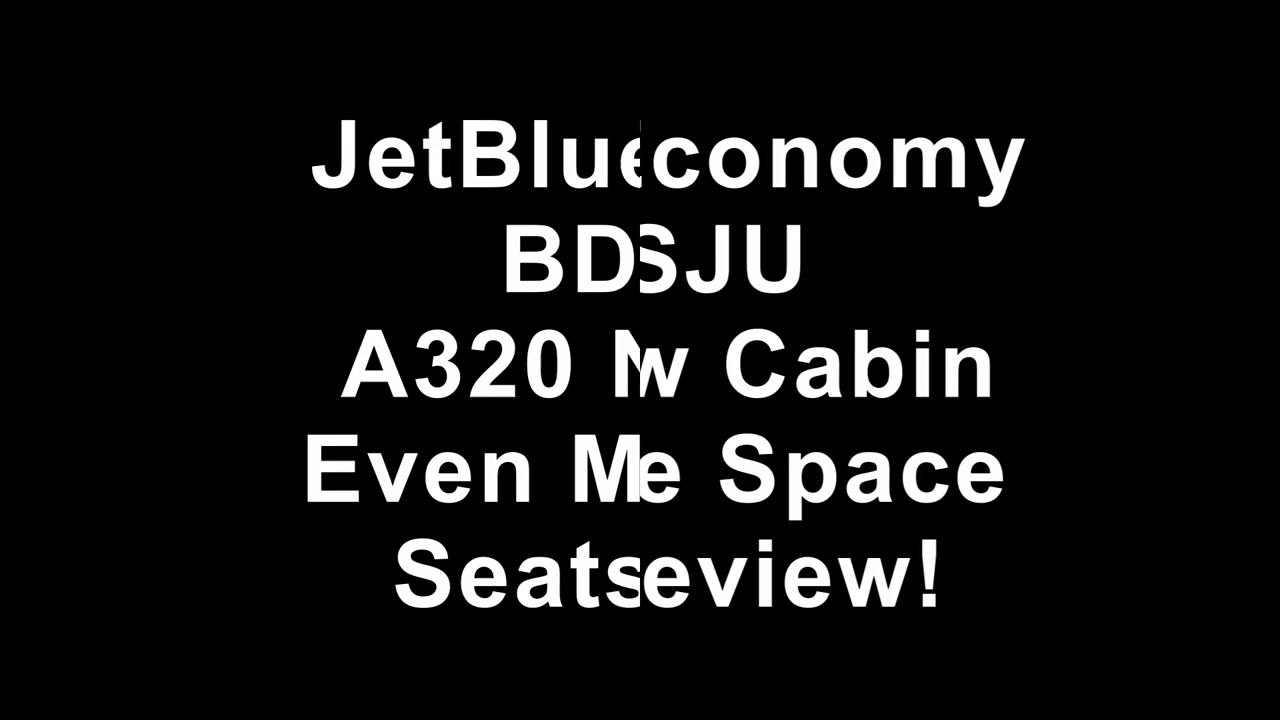 JetBlueconomy
BDSJU
A320 Nw Cabin
Even Me Space
Seatseview!